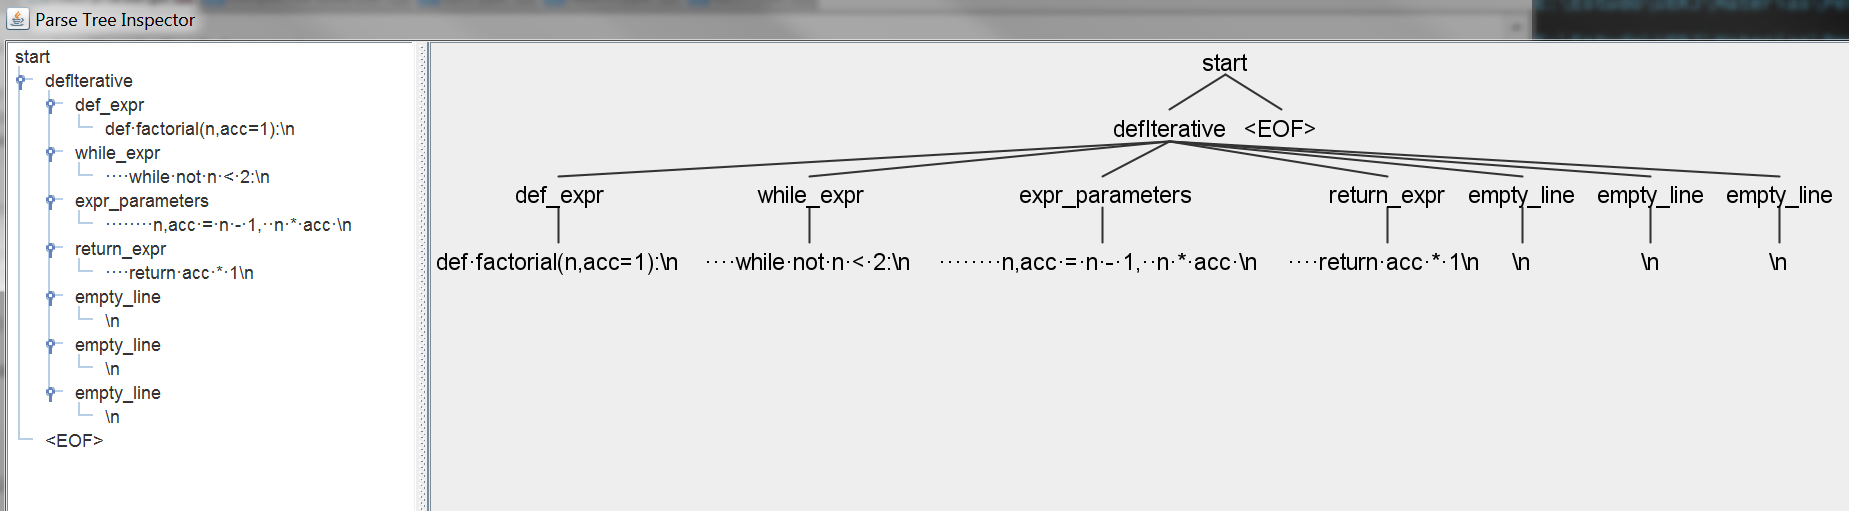 Parse Tree Inspector
start
defIterative
def_expr
def·factorial(n,acc=1):\n
while_expr
····while·not·n·<·2:\n
expr_parameters
········n,acc·=·n·-·1,··n·*·acc·\n
return_expr
····return·acc·*·1\n
empty_line
\n
empty_line
\n
empty_line
\n
<EOF>
start
defIterative <EOF>
def_expr while_expr expr_parameters return_expr empty_line empty_line empty_line
def·factorial(n,acc=1):\n ····while·not·n·<·2:\n ········n,acc·=·n·-·1,··n·*·acc·\n ····return·acc·*·1\n \n \n \n